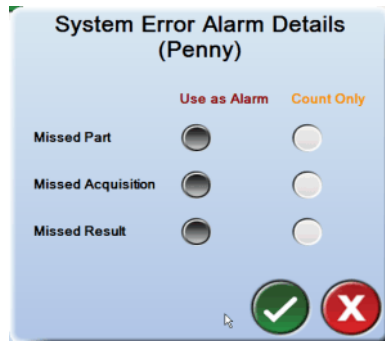 System Error Alarm Details
(Penny)
Use as Alarm Count Only
Missed Part
Missed Acquisition
Missed Result